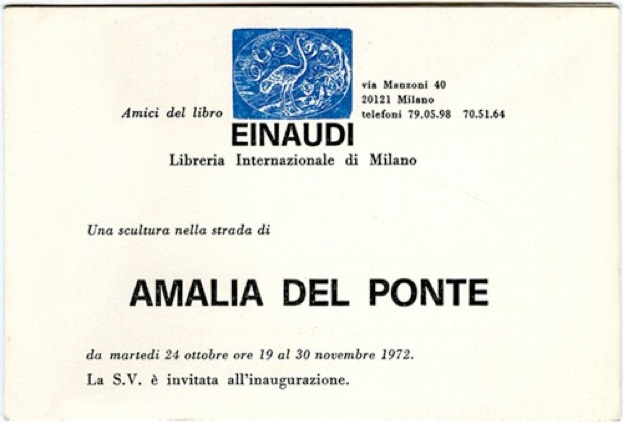 via Manzoni 40
20121 Milano
Amici del libro
telefoni 79.05.98 70.51.64
EINAUDI
Libreria Internazionale di Milano
Una scultura nella strada di
AMALIA DEL PONTE
da martedì 24 ottobre ore 19 al 30 novembre 1972.
La S.V. è invitata all'inaugurazione.